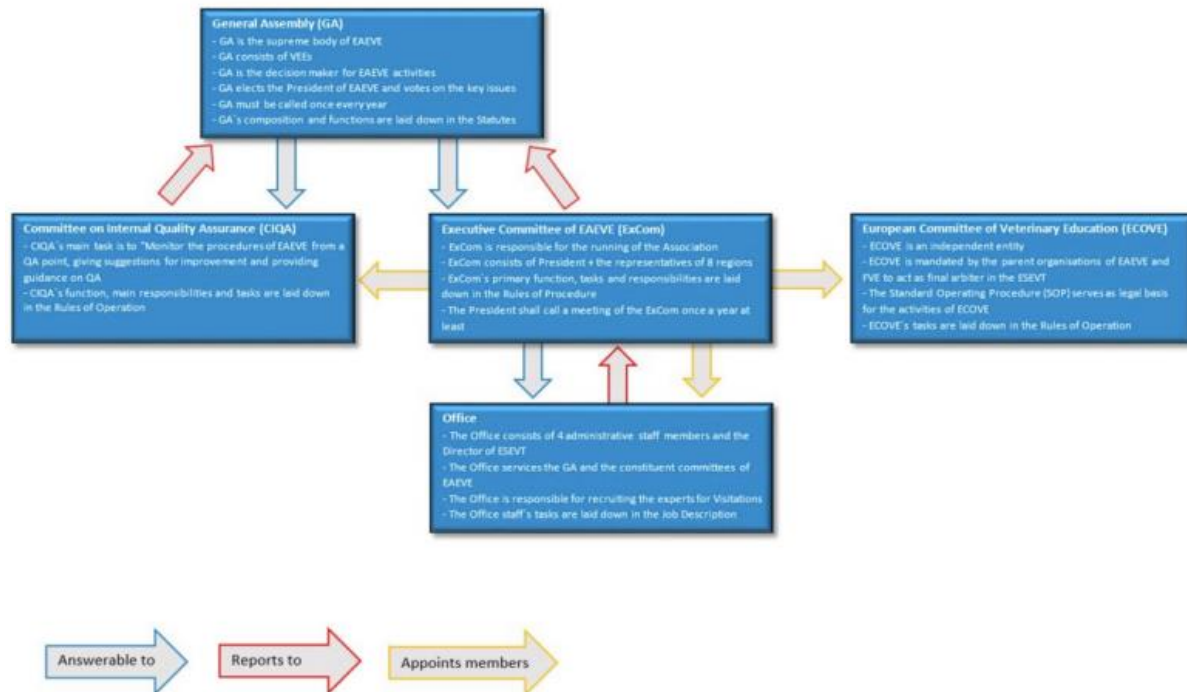 General Assembly (GA)
- GA is the supreme body of EAEVE
- GA consists of VEEs
- GA is the decision maker for EAEVE activities
- GA elects the President of EAEVE and votes on the key issues
- GA must be called once every year
- GA´s composition and functions are laid down in the Statutes
Committee on Internal Quality Assurance (CIQA)
- CIQA´s main task is to "Monitor the procedures of EAEVE from a
QA point, giving suggestions for improvement and providing
guidance on QA
- CIQA´s function, main responsibilities and tasks are laid down
in the Rules of Operation
Executive Committee of EAEVE (ExCom)
- ExCom is responsible for the running of the Association
- ExCom consists of President + the representatives of 8 regions
- ExCom´s primary function, tasks and responsibilities are laid
down in the Rules of Procedure
- The President shall call a meeting of the ExCom once a year at
least
European Committee of Veterinary Education (ECOVE)
- ECOVE is an independent entity
- ECOVE is mandated by the parent organisations of EAEVE and
FVE to act as final arbiter in the ESEVT
- The Standard Operating Procedure (SOP) serves as legal basis
for the activities of ECOVE
- ECOVE´s tasks are laid down in the Rules of Operation
Office
- The Office consists of 4 administrative staff members and the
Director of ESEVT
- The Office services the GA and the constituent committees of
EAEVE
- The Office is responsible for recruiting the experts for Visitations
- The Office staff´s tasks are laid down in the Job Description
Answerable to
Reports to
Appoints members